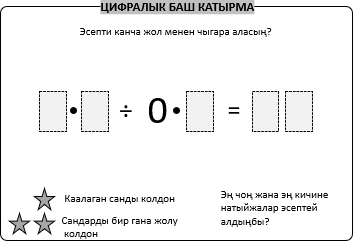 ЦИФРАЛЫК БАШ КАТЫРМА
Эсепти канча жол менен чыгара аласың?
• ÷ 0• =
Каалаган санды колдон
Сандарды бир гана жолу
колдон
Эң чоң жана эң кичине
натыйжалар эсептей
алдыңбы?